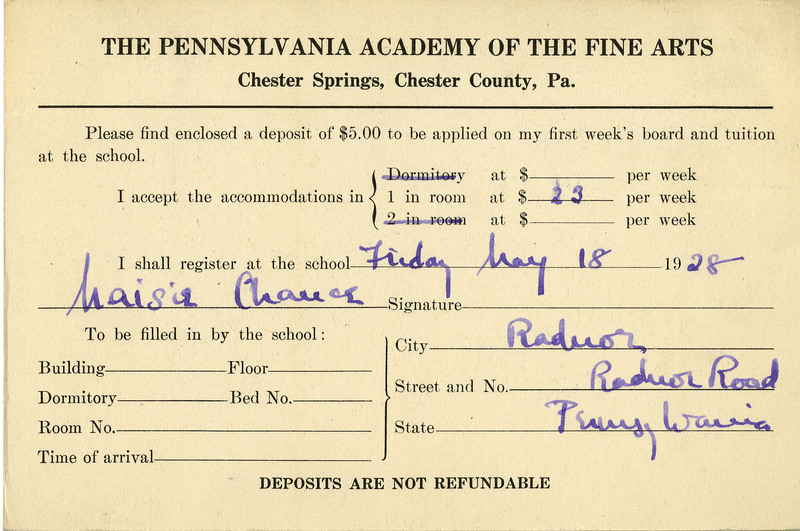 THE PENNSYLVANIA ACADEMY OF THE FINE ARTS
Chester Springs, Chester County, Pa.
Please find enclosed a deposit of $5.00 to be applied on my first week's board and tuition
at the school.
Dormitory at $ per week
I accept the accommodations in 1 in room at $ 23 per week
2 in room at $ per week
I shall register at the school Friday May 18 1928
Maisie Chance Signature
To be filled in by the school:
City Radnor
Building Floor
Street and No. Radnor Road
Dormitory Bed No.
Room No.
State Pennsylvania
Time of arrival
DEPOSITS ARE NOT REFUNDABLE